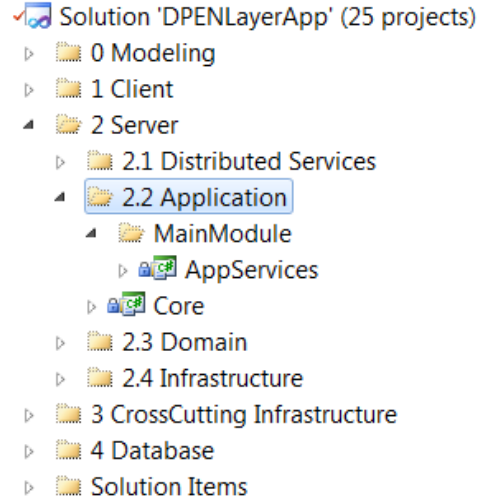 Solution 'DPENLayerApp' (25 projects)
0 Modeling
1 Client
2 Server
2.1 Distributed Services
2.2 Application
MainModule
AppServices
Core
2.3 Domain
2.4 Infrastructure
3 CrossCutting Infrastructure
4 Database
Solution Items